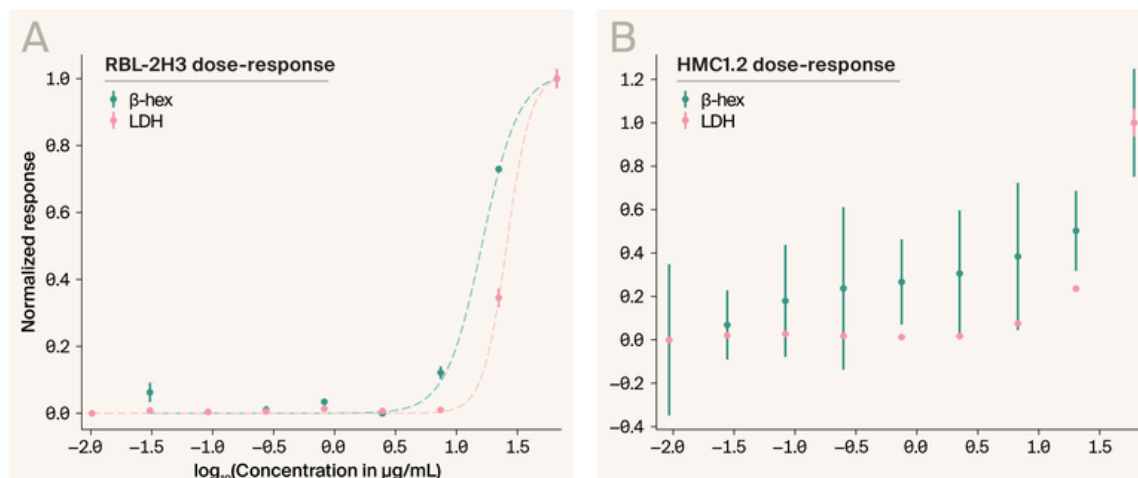 A
RBL-2H3 dose-response
β-hex
LDH
Normalized response
1.0
0.8
0.6
0.4
0.2
0.0
−2.0 −1.5 −1.0 −0.5 0.0 0.5 1.0 1.5
log₁₀(Concentration in µg/mL)
B
HMC1.2 dose-response
β-hex
LDH
1.2
1.0
0.8
0.6
0.4
0.2
0.0
−0.2
−0.4
−2.0 −1.5 −1.0 −0.5 0.0 0.5 1.0 1.5